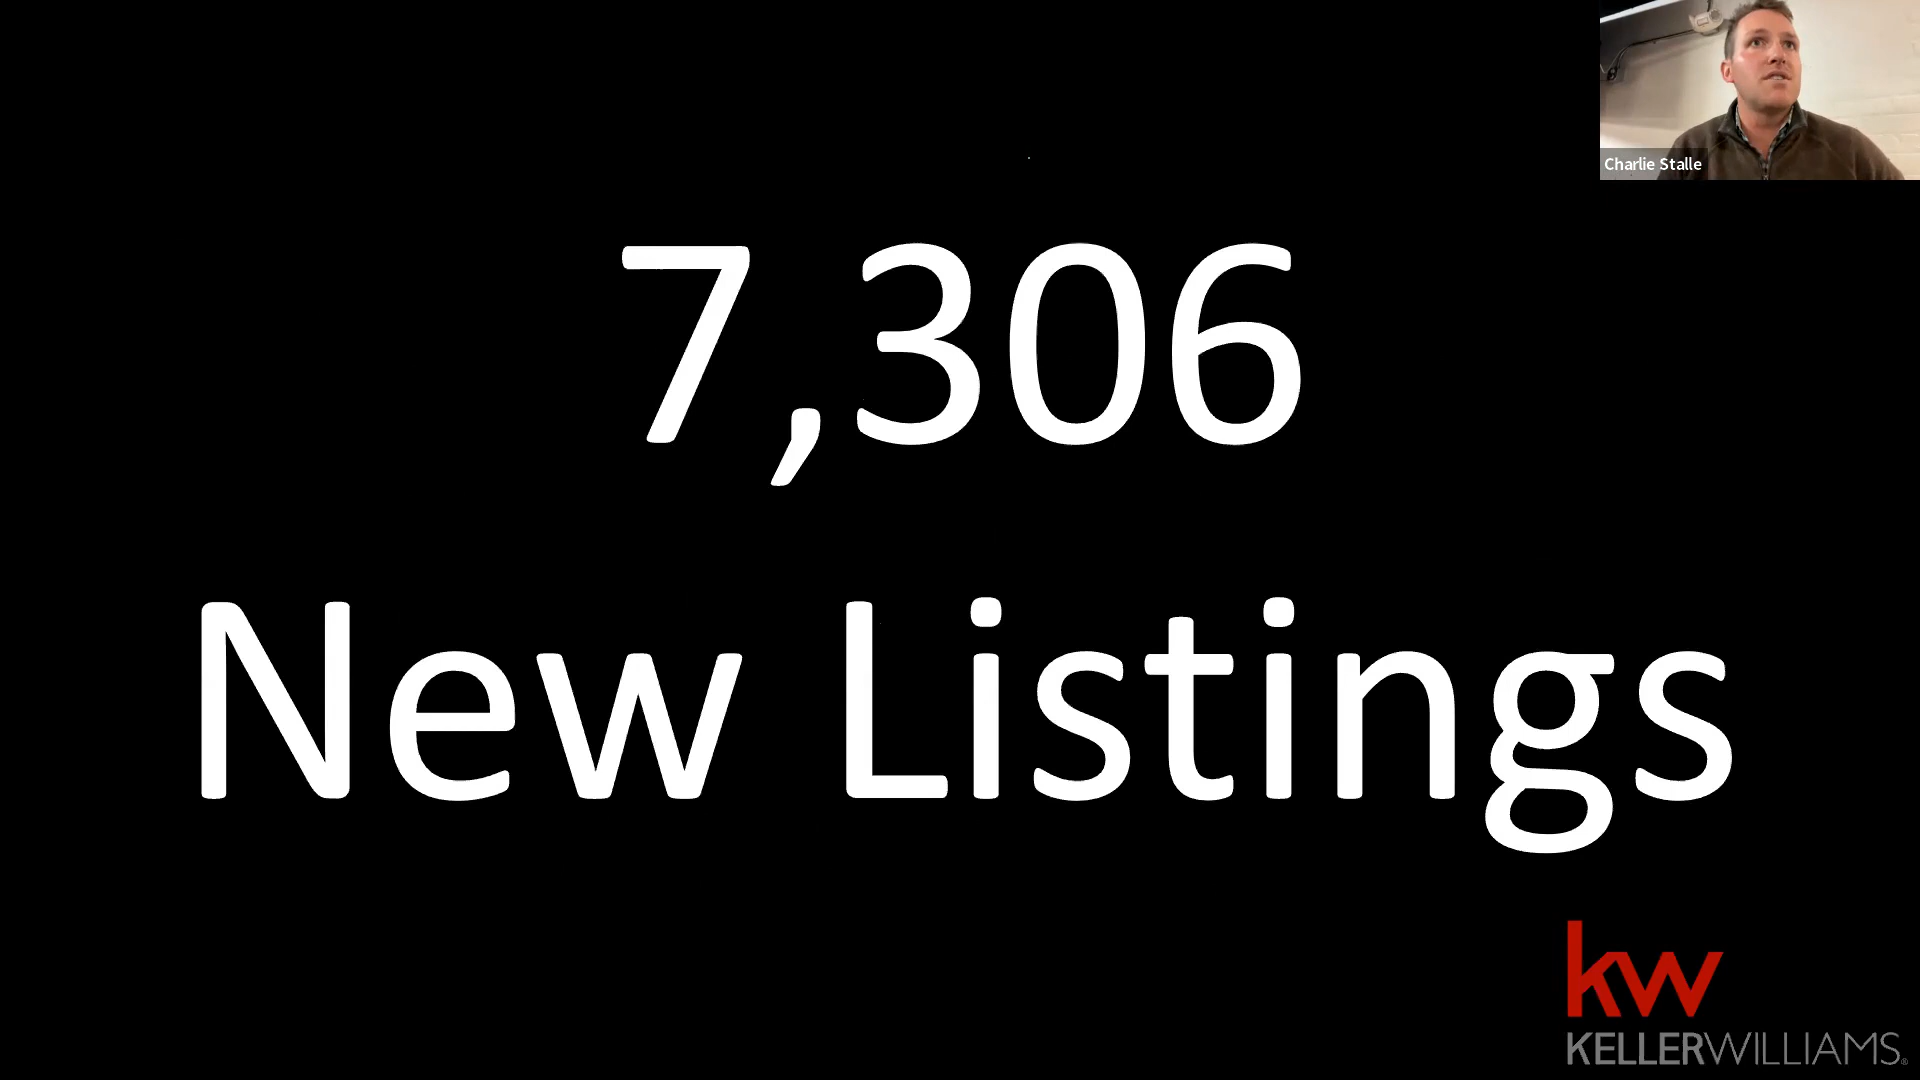 Charlie Stalle
7,306
New Listings
kw
KELLERWILLIAMS®